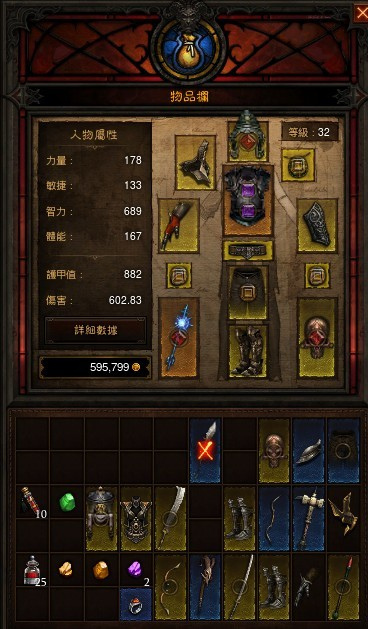 物品欄
人物屬性
等級：32
力量： 178
敏捷： 133
智力： 689
體能： 167
護甲值： 882
傷害： 602.83
詳細數據
595,799
10
25
2